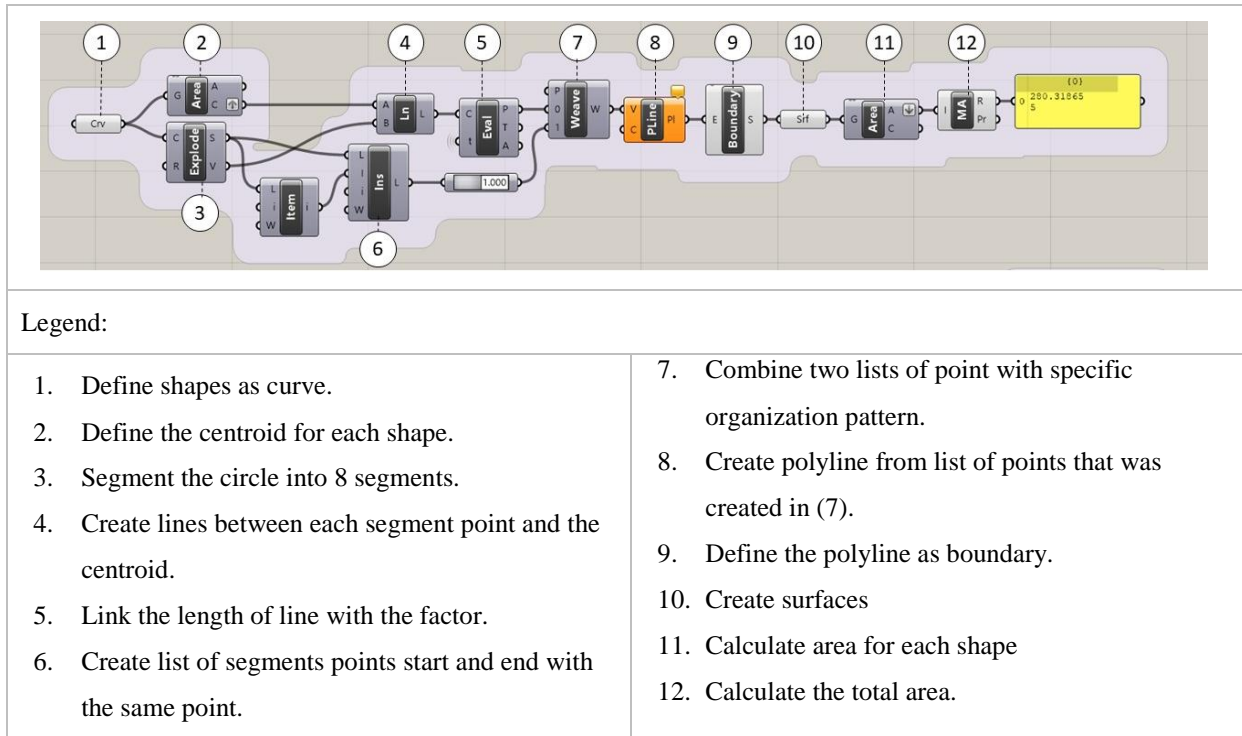 1 2 4 5 7 8 9 10 11 12
G Area A C
Crv
C R Explode S V
A B Ln L
C t Eval P T A
P 0 1 Weave W
V C PLine Pl
E Boundary S
Srf
G Area A C
I MA R Pr
{0}
0 280.31865
5
L i W Item i
L I i W Ins L
1.000
3
6
Legend:
1. Define shapes as curve.
2. Define the centroid for each shape.
3. Segment the circle into 8 segments.
4. Create lines between each segment point and the
centroid.
5. Link the length of line with the factor.
6. Create list of segments points start and end with
the same point.
7. Combine two lists of point with specific
organization pattern.
8. Create polyline from list of points that was
created in (7).
9. Define the polyline as boundary.
10. Create surfaces
11. Calculate area for each shape
12. Calculate the total area.